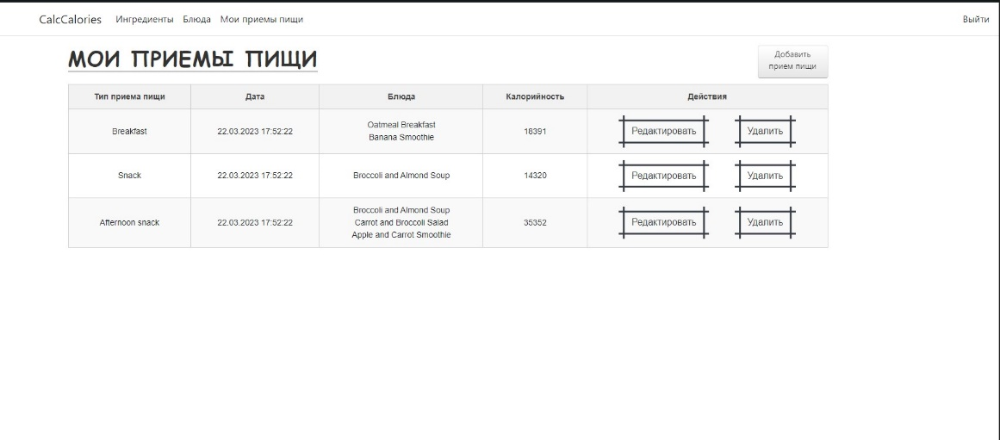 CalcCalories Ингредиенты Блюда Мои приемы пищи Выйти
МОИ ПРИЕМЫ ПИЩИ
Добавить
прием пищи
Тип приема пищи Дата Блюда Калорийность Действия
Breakfast 22.03.2023 17:52:22 Oatmeal Breakfast
Banana Smoothie 18391 Редактировать Удалить
Snack 22.03.2023 17:52:22 Broccoli and Almond Soup 14320 Редактировать Удалить
Afternoon snack 22.03.2023 17:52:22 Broccoli and Almond Soup
Carrot and Broccoli Salad
Apple and Carrot Smoothie 35352 Редактировать Удалить